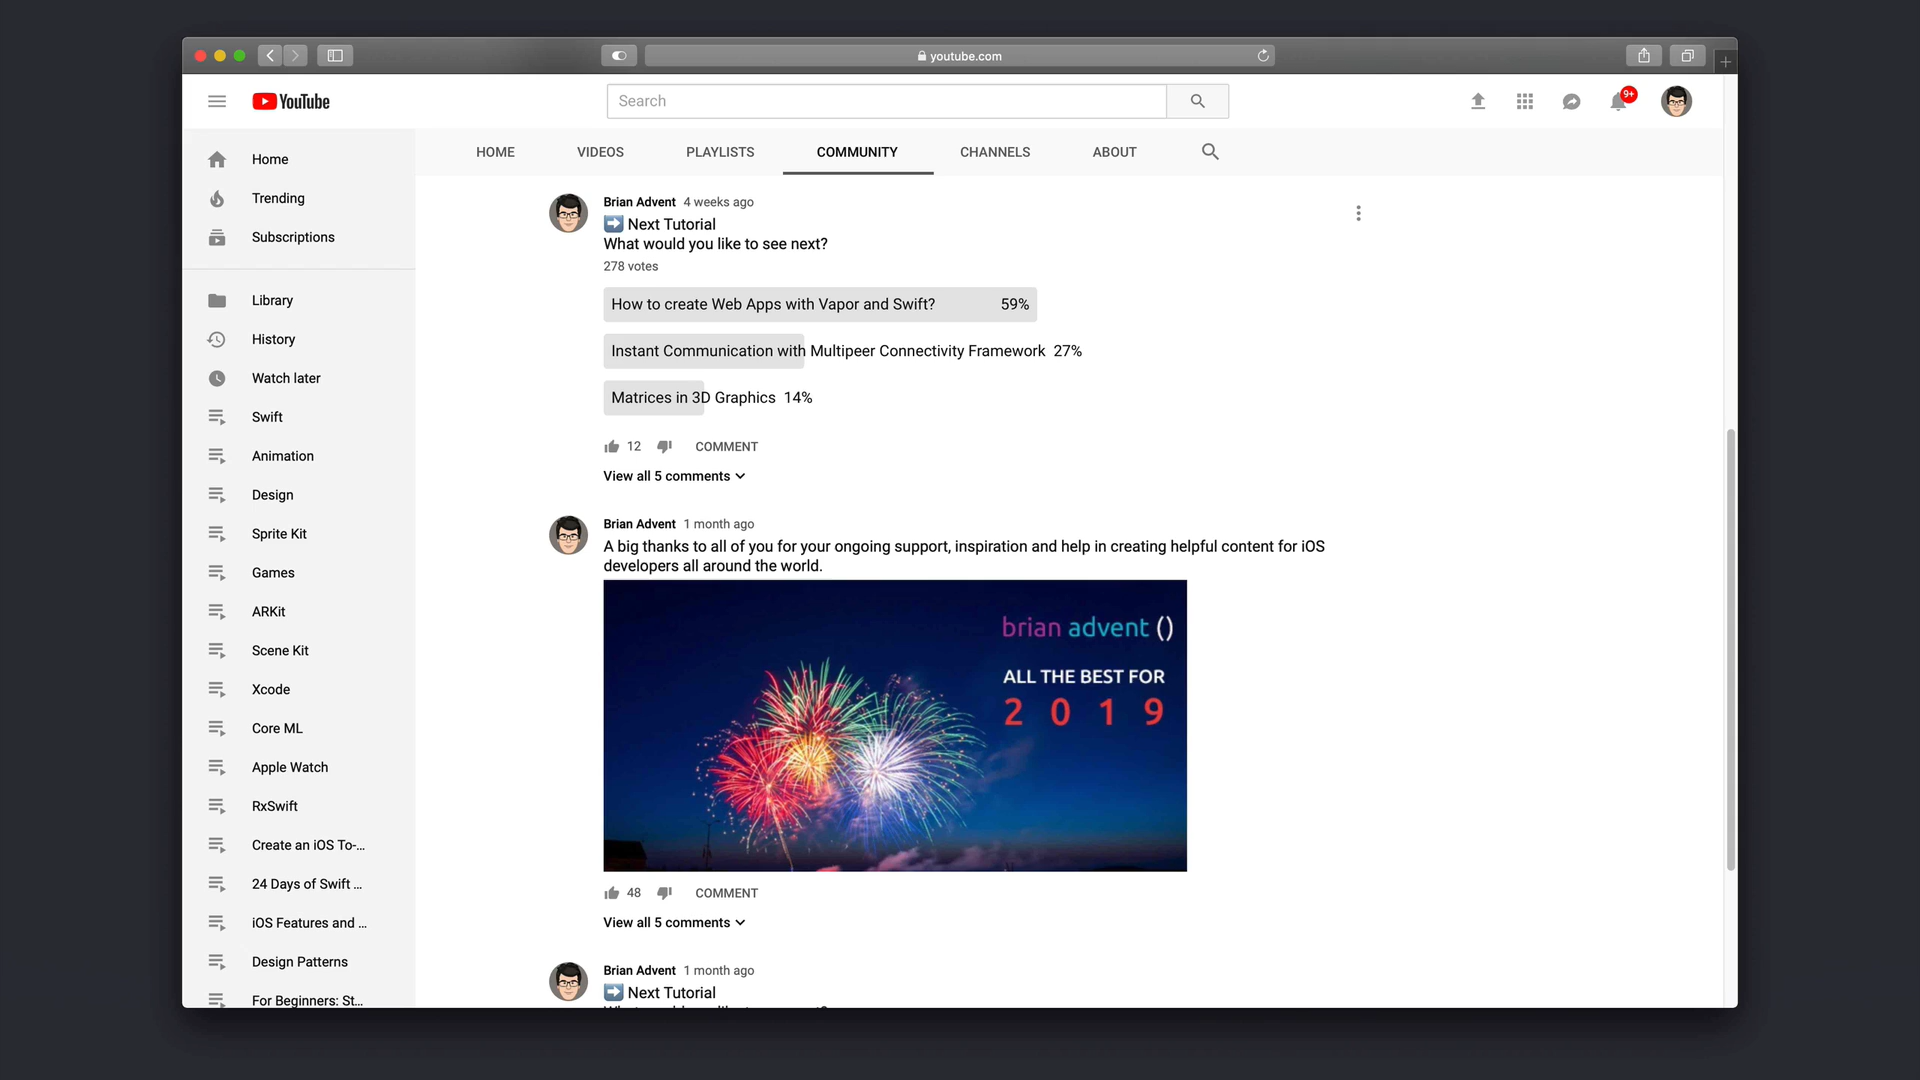 youtube.com
YouTube
Search
9+
Home
Trending
Subscriptions
Library
History
Watch later
Swift
Animation
Design
Sprite Kit
Games
ARKit
Scene Kit
Xcode
Core ML
Apple Watch
RxSwift
Create an iOS To-...
24 Days of Swift ...
iOS Features and ...
Design Patterns
For Beginners: St...
HOME VIDEOS PLAYLISTS COMMUNITY CHANNELS ABOUT
Brian Advent 4 weeks ago
➡️ Next Tutorial
What would you like to see next?
278 votes
How to create Web Apps with Vapor and Swift? 59%
Instant Communication with Multipeer Connectivity Framework 27%
Matrices in 3D Graphics 14%
12 COMMENT
View all 5 comments
Brian Advent 1 month ago
A big thanks to all of you for your ongoing support, inspiration and help in creating helpful content for iOS
developers all around the world.
brian advent ()
ALL THE BEST FOR
2 0 1 9
48 COMMENT
View all 5 comments
Brian Advent 1 month ago
➡️ Next Tutorial